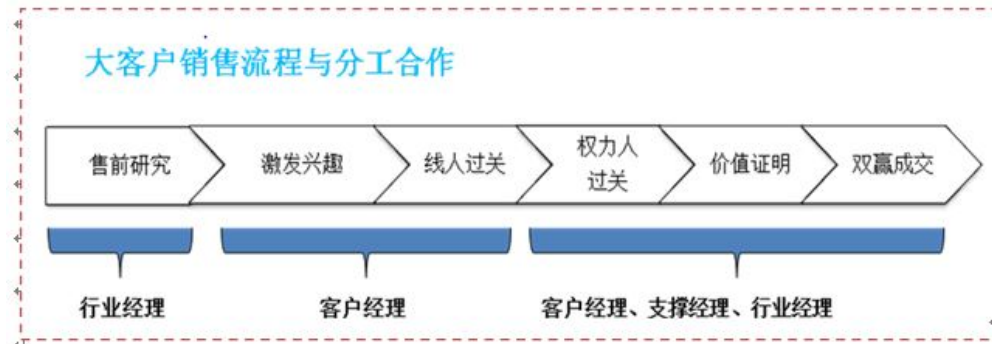 大客户销售流程与分工合作
售前研究
激发兴趣
线人过关
权力人
过关
价值证明
双赢成交
行业经理
客户经理
客户经理、支撑经理、行业经理